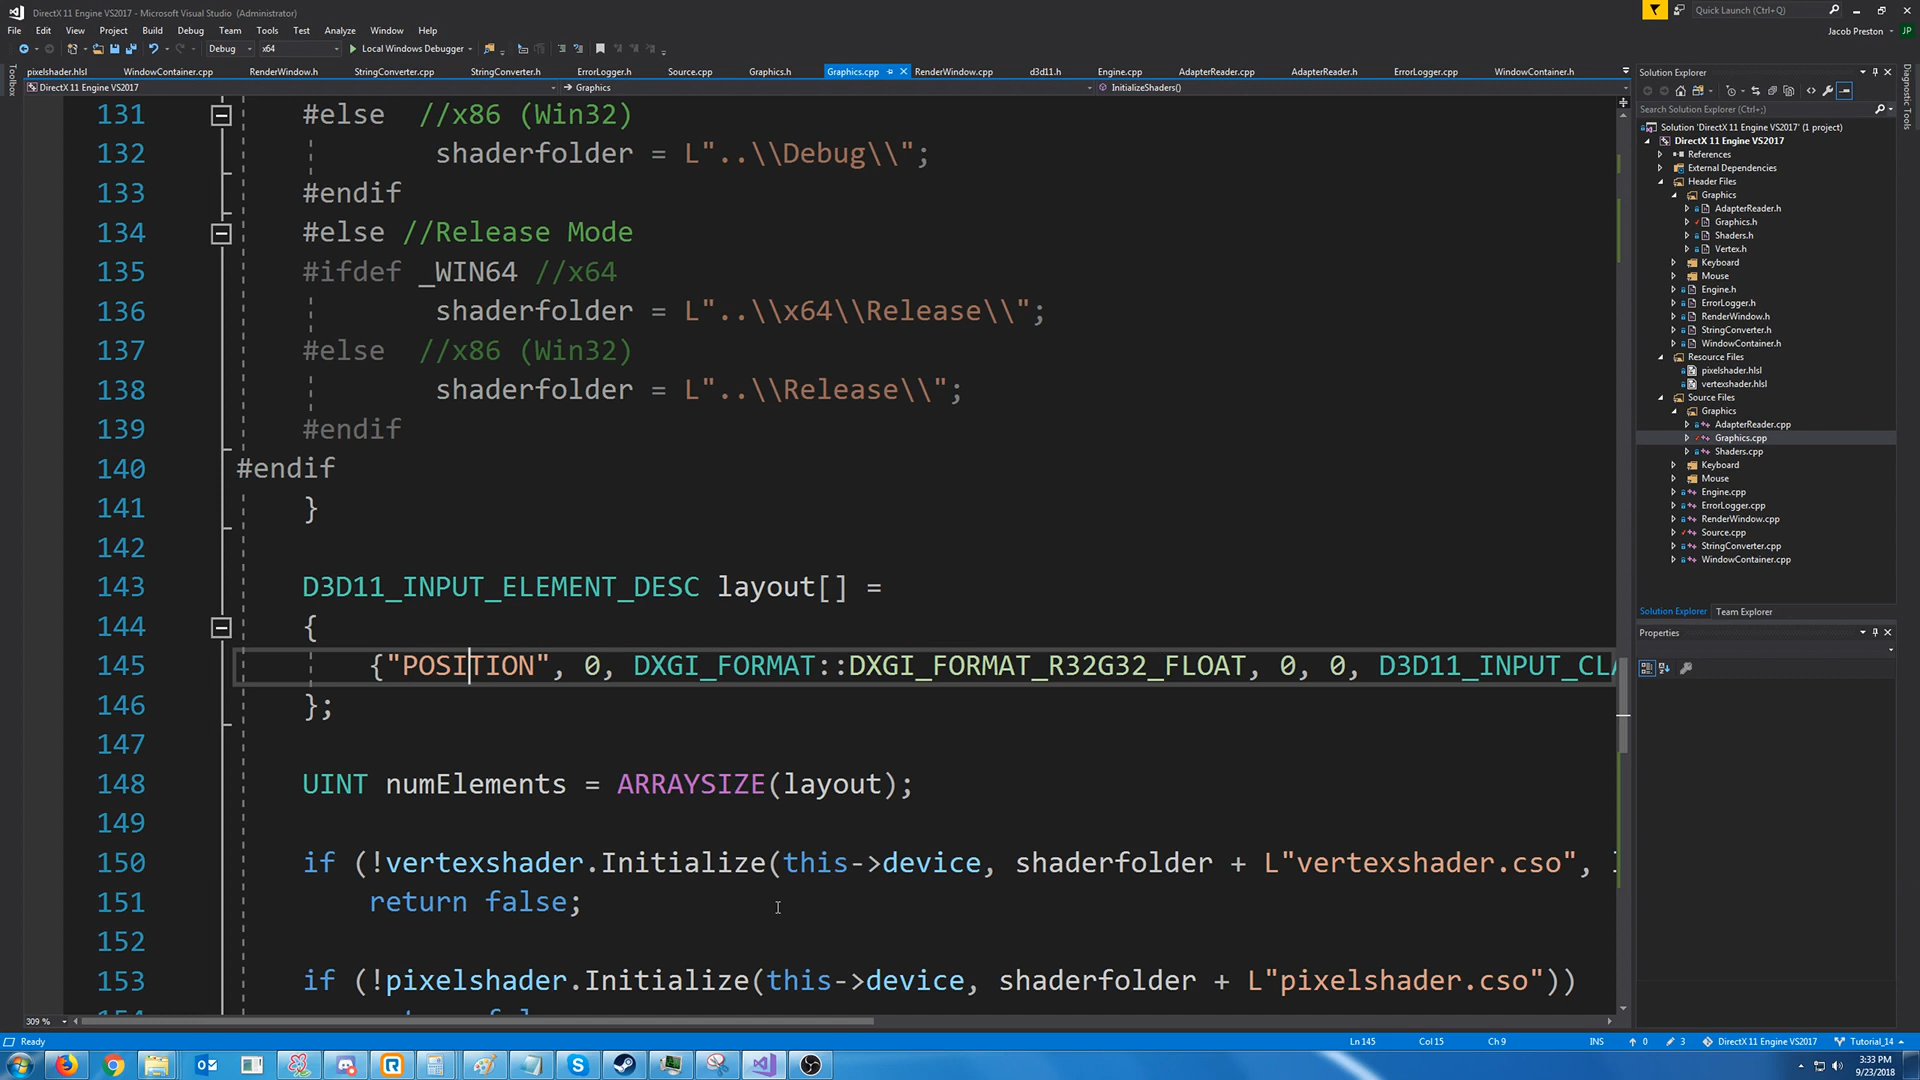 DirectX 11 Engine VS2017 - Microsoft Visual Studio (Administrator)
Quick Launch (Ctrl+Q)
File Edit View Project Build Debug Team Tools Test Analyze Window Help
Jacob Preston JP
Debug x64 Local Windows Debugger
pixelshader.hlsl WindowContainer.cpp RenderWindow.h StringConverter.cpp StringConverter.h ErrorLogger.h Source.cpp Graphics.h Graphics.cpp RenderWindow.cpp d3d11.h Engine.cpp AdapterReader.cpp AdapterReader.h ErrorLogger.cpp WindowContainer.h
DirectX 11 Engine VS2017 Graphics InitializeShaders()
Toolbox
131 #else //x86 (Win32)
132 shaderfolder = L"..\\Debug\\";
133 #endif
134 #else //Release Mode
135 #ifdef _WIN64 //x64
136 shaderfolder = L"..\\x64\\Release\\";
137 #else //x86 (Win32)
138 shaderfolder = L"..\\Release\\";
139 #endif
140 #endif
141 }
142
143 D3D11_INPUT_ELEMENT_DESC layout[] =
144 {
145 {"POSITION", 0, DXGI_FORMAT::DXGI_FORMAT_R32G32_FLOAT, 0, 0, D3D11_INPUT_CLA
146 };
147
148 UINT numElements = ARRAYSIZE(layout);
149
150 if (!vertexshader.Initialize(this->device, shaderfolder + L"vertexshader.cso",
151 return false;
152
153 if (!pixelshader.Initialize(this->device, shaderfolder + L"pixelshader.cso"))
309 %
Solution Explorer
Search Solution Explorer (Ctrl+;)
Solution 'DirectX 11 Engine VS2017' (1 project)
DirectX 11 Engine VS2017
References
External Dependencies
Header Files
Graphics
AdapterReader.h
Graphics.h
Shaders.h
Vertex.h
Keyboard
Mouse
Engine.h
ErrorLogger.h
RenderWindow.h
StringConverter.h
WindowContainer.h
Resource Files
pixelshader.hlsl
vertexshader.hlsl
Source Files
Graphics
AdapterReader.cpp
Graphics.cpp
Shaders.cpp
Keyboard
Mouse
Engine.cpp
ErrorLogger.cpp
RenderWindow.cpp
Source.cpp
StringConverter.cpp
WindowContainer.cpp
Solution Explorer Team Explorer
Properties
Diagnostic Tools
Ready Ln 145 Col 15 Ch 9 INS 0 3 DirectX 11 Engine VS2017 Tutorial_14
3:33 PM
9/23/2018